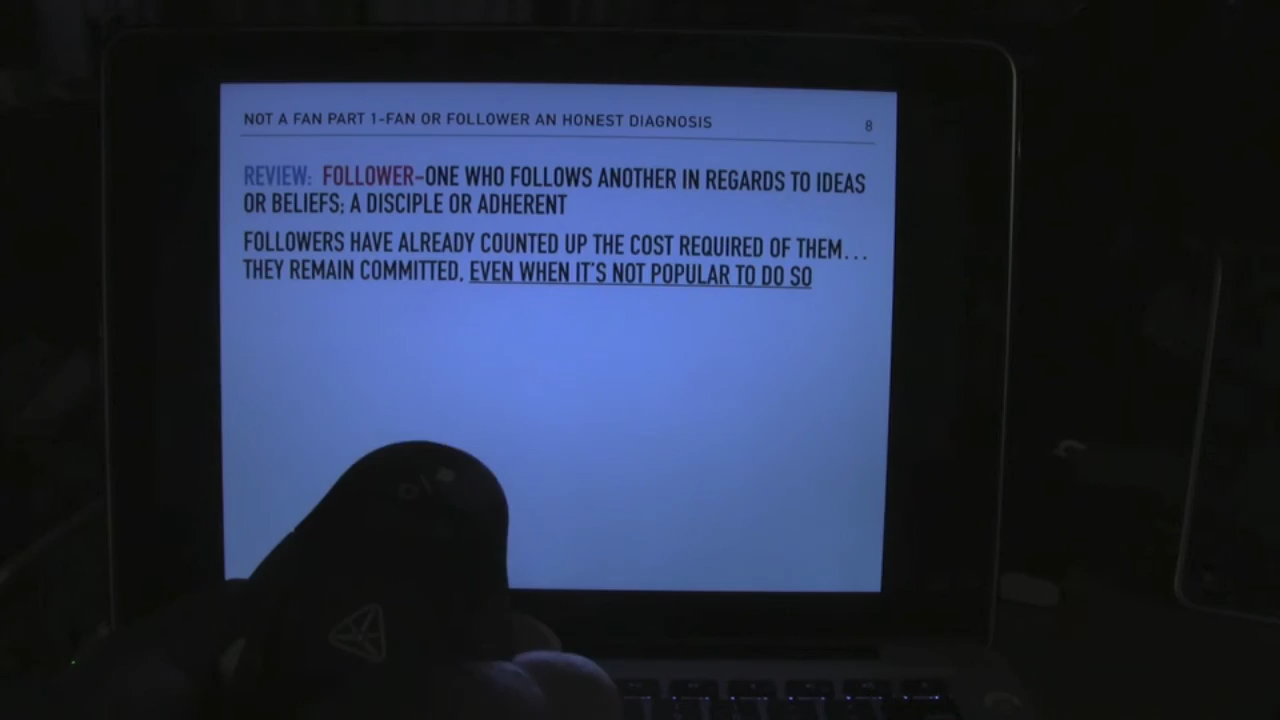 NOT A FAN PART 1-FAN OR FOLLOWER AN HONEST DIAGNOSIS
8
REVIEW: FOLLOWER–ONE WHO FOLLOWS ANOTHER IN REGARDS TO IDEAS
OR BELIEFS; A DISCIPLE OR ADHERENT
FOLLOWERS HAVE ALREADY COUNTED UP THE COST REQUIRED OF THEM...
THEY REMAIN COMMITTED, EVEN WHEN IT'S NOT POPULAR TO DO SO